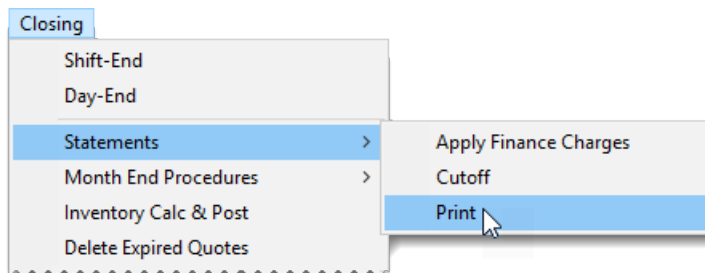 Closing
Shift-End
Day-End
Statements
Month End Procedures
Inventory Calc & Post
Delete Expired Quotes
Apply Finance Charges
Cutoff
Print